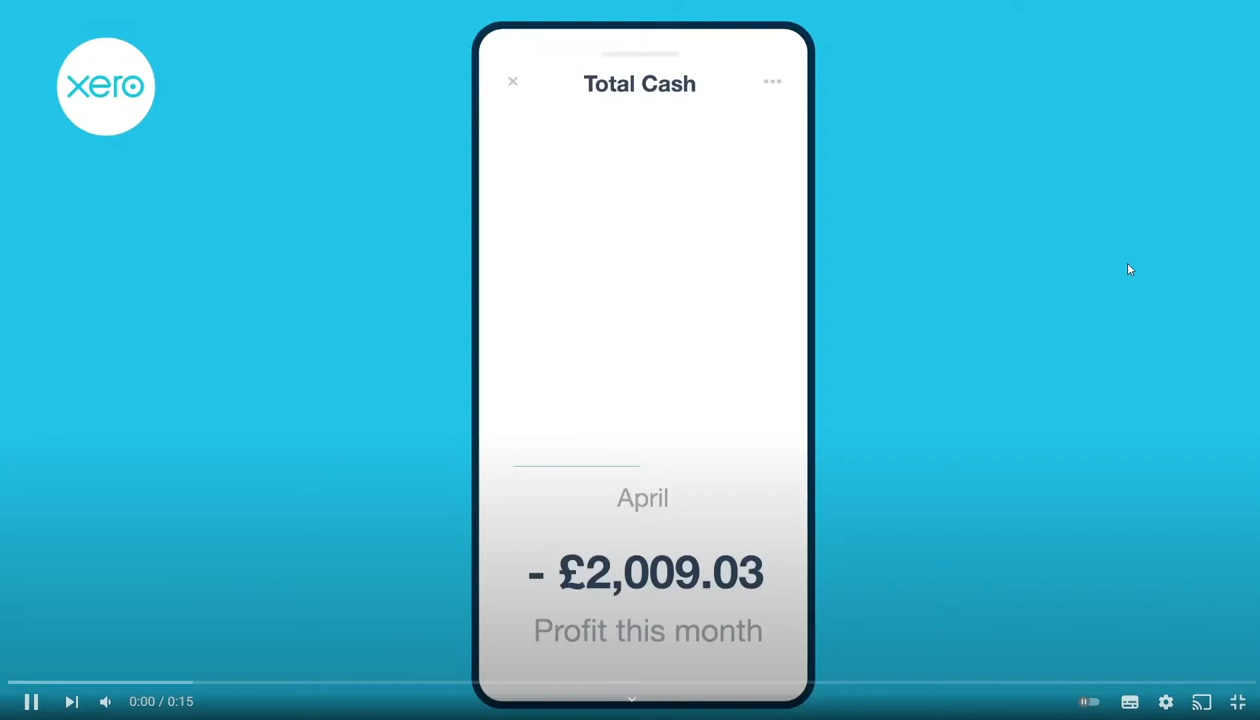 xero
Total Cash
April
- £2,009.03
Profit this month
0:00 / 0:15